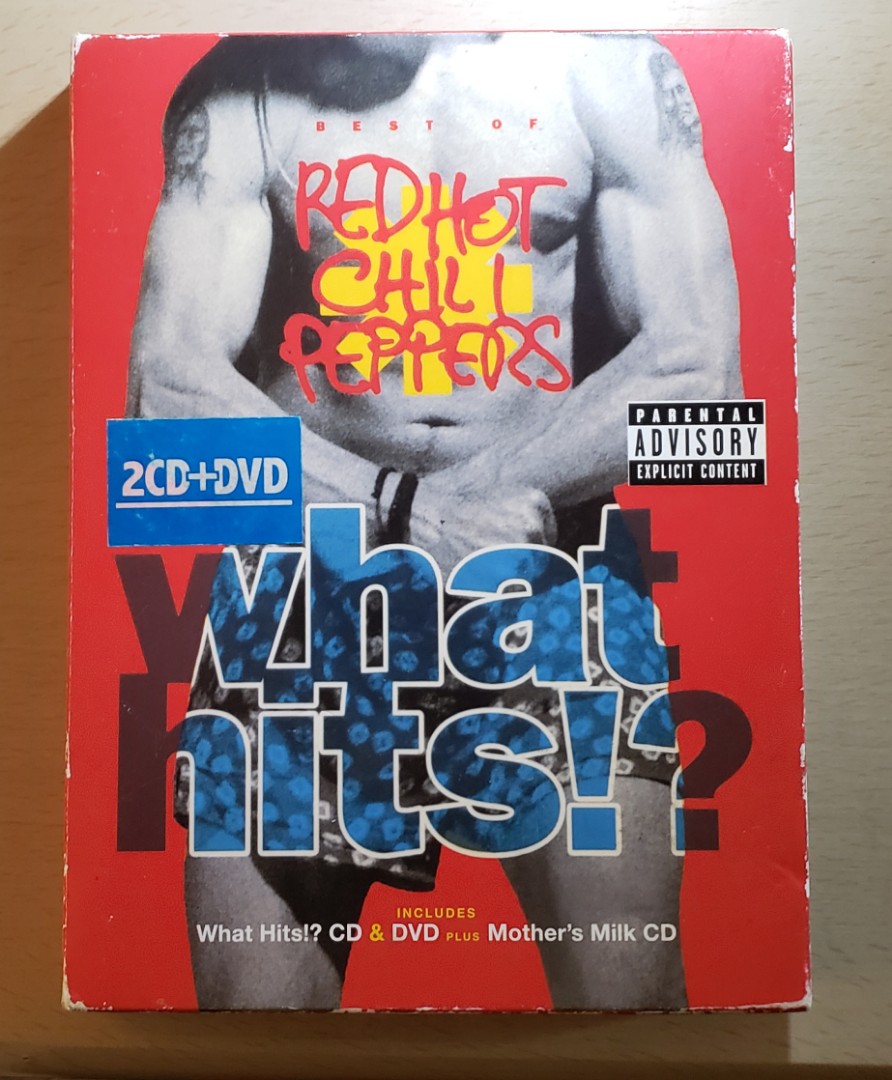 BEST OF
RED HOT
CHILI
PEPPERS
PARENTAL
ADVISORY
EXPLICIT CONTENT
2CD+DVD
what
hits!?
INCLUDES
What Hits!? CD & DVD PLUS Mother's Milk CD